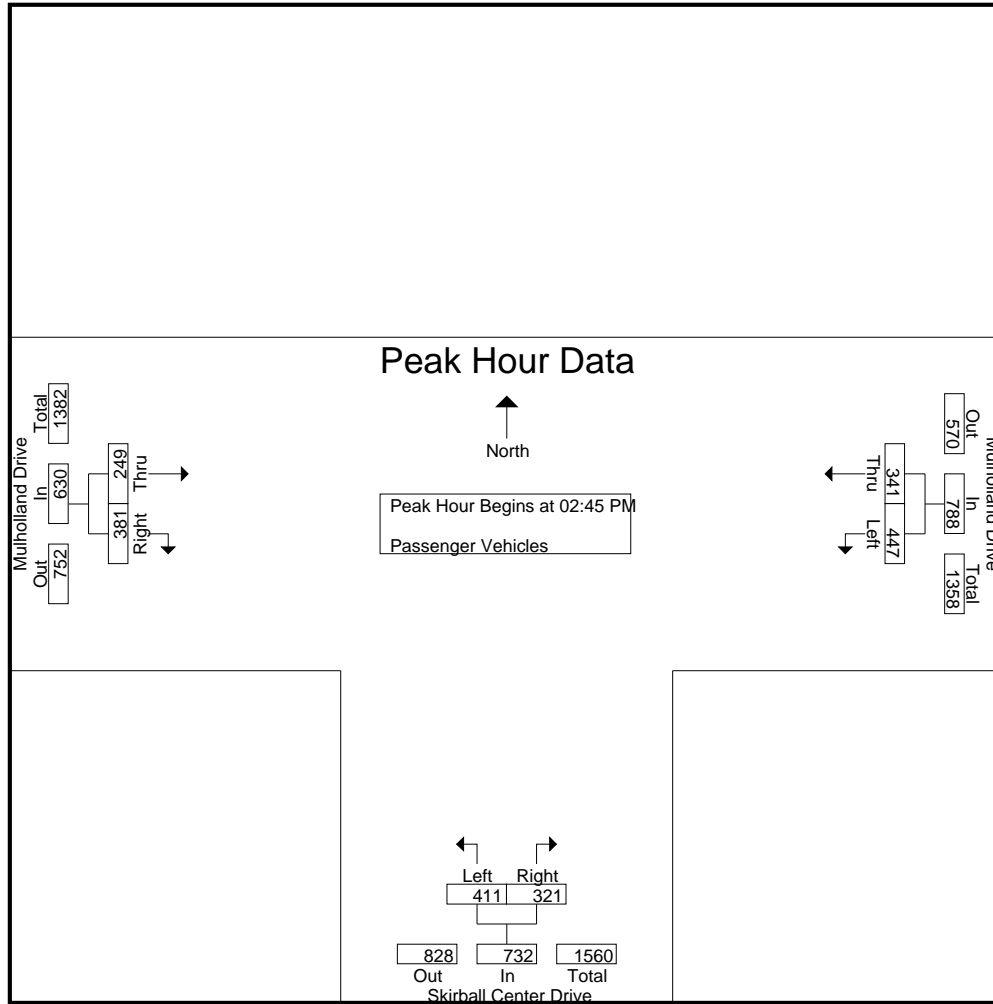 Peak Hour Data
North
Peak Hour Begins at 02:45 PM
Passenger Vehicles
Mulholland Drive
Total
1382
In
630
Out
752
249
Thru
381
Right
Mulholland Drive
Out
570
In
788
Total
1358
341
Thru
447
Left
Left Right
411 321
828 732 1560
Out In Total
Skirball Center Drive